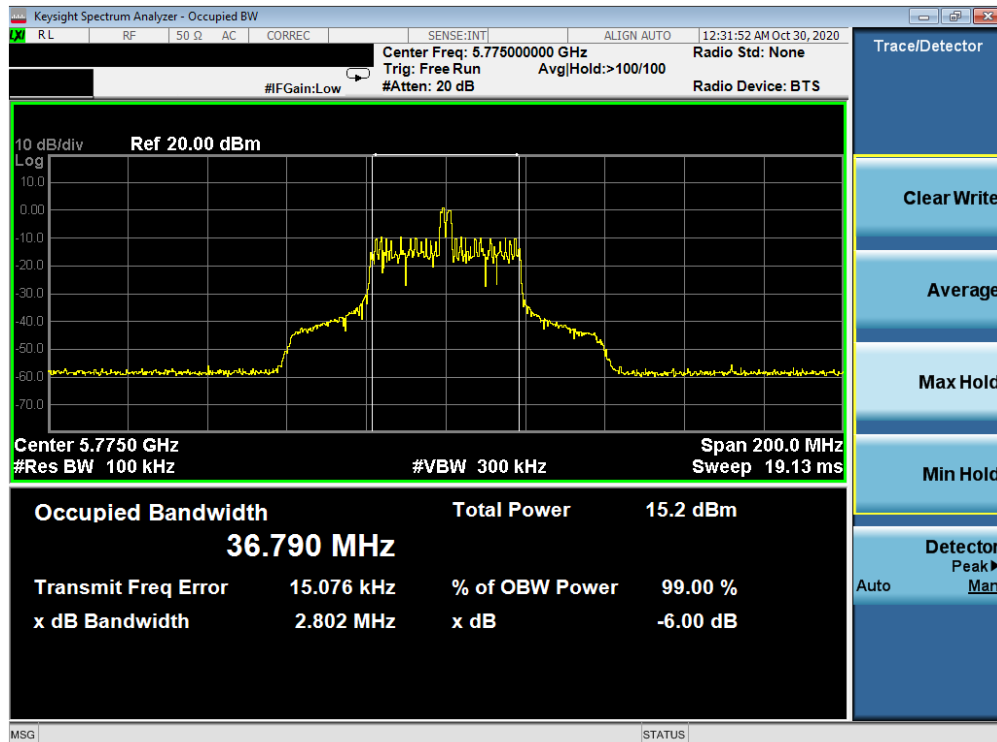 Keysight Spectrum Analyzer - Occupied BW
LXI RL RF 50 Ω AC CORREC SENSE:INT ALIGN AUTO 12:31:52 AM Oct 30, 2020
Center Freq: 5.775000000 GHz Radio Std: None
Trig: Free Run Avg|Hold:>100/100
#IFGain:Low #Atten: 20 dB Radio Device: BTS
10 dB/div Ref 20.00 dBm
Log
10.0
0.00
-10.0
-20.0
-30.0
-40.0
-50.0
-60.0
-70.0
Center 5.7750 GHz Span 200.0 MHz
#Res BW 100 kHz #VBW 300 kHz Sweep 19.13 ms
Occupied Bandwidth Total Power 15.2 dBm
36.790 MHz
Transmit Freq Error 15.076 kHz % of OBW Power 99.00 %
x dB Bandwidth 2.802 MHz x dB -6.00 dB
Trace/Detector
Clear Write
Average
Max Hold
Min Hold
Detector
Peak▶
Auto Man
MSG STATUS